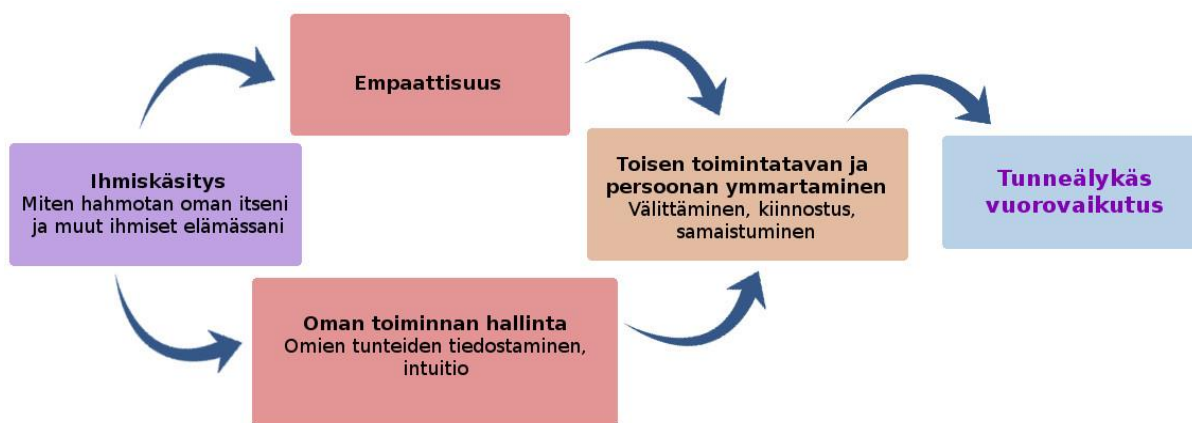 Empaattisuus
Ihmiskäsitys
Miten hahmotan oman itseni
ja muut ihmiset elämässani
Oman toiminnan hallinta
Omien tunteiden tiedostaminen,
intuitio
Toisen toimintatavan ja
persoonan ymmartaminen
Välittäminen, kiinnostus,
samaistuminen
Tunneälykäs
vuorovaikutus